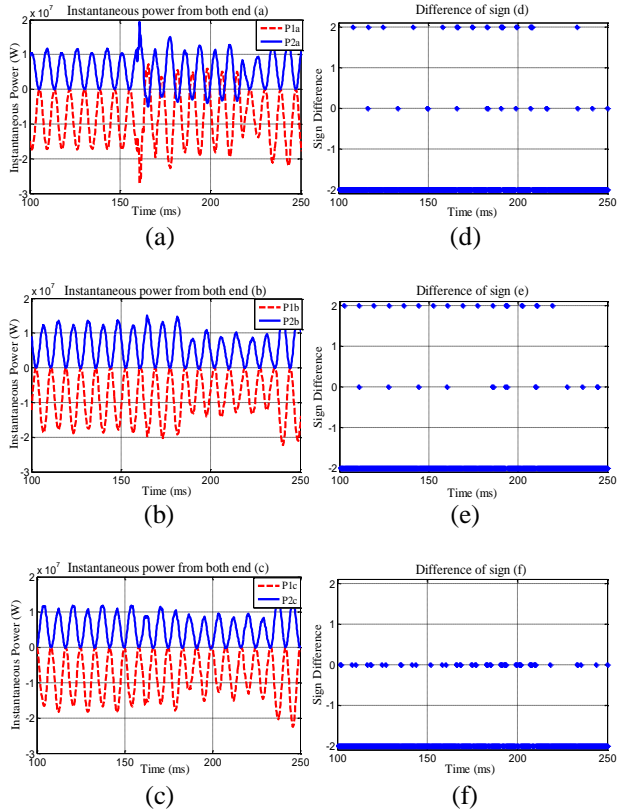 Instantaneous power from both end (a)
x 10^7
P1a
P2a
2
1
0
-1
-2
-3
Instantaneous Power (W)
100 150 200 250
Time (ms)
(a)
Difference of sign (d)
2
1
0
-1
-2
Sign Difference
100 150 200 250
Time (ms)
(d)
Instantaneous power from both end (b)
x 10^7
P1b
P2b
2
1
0
-1
-2
-3
Instantaneous Power (W)
100 150 200 250
Time (ms)
(b)
Difference of sign (e)
2
1
0
-1
-2
Sign Difference
100 150 200 250
Time (ms)
(e)
Instantaneous power from both end (c)
x 10^7
P1c
P2c
2
1
0
-1
-2
-3
Instantaneous Power (W)
100 150 200 250
Time (ms)
(c)
Difference of sign (f)
2
1
0
-1
-2
Sign Difference
100 150 200 250
Time (ms)
(f)